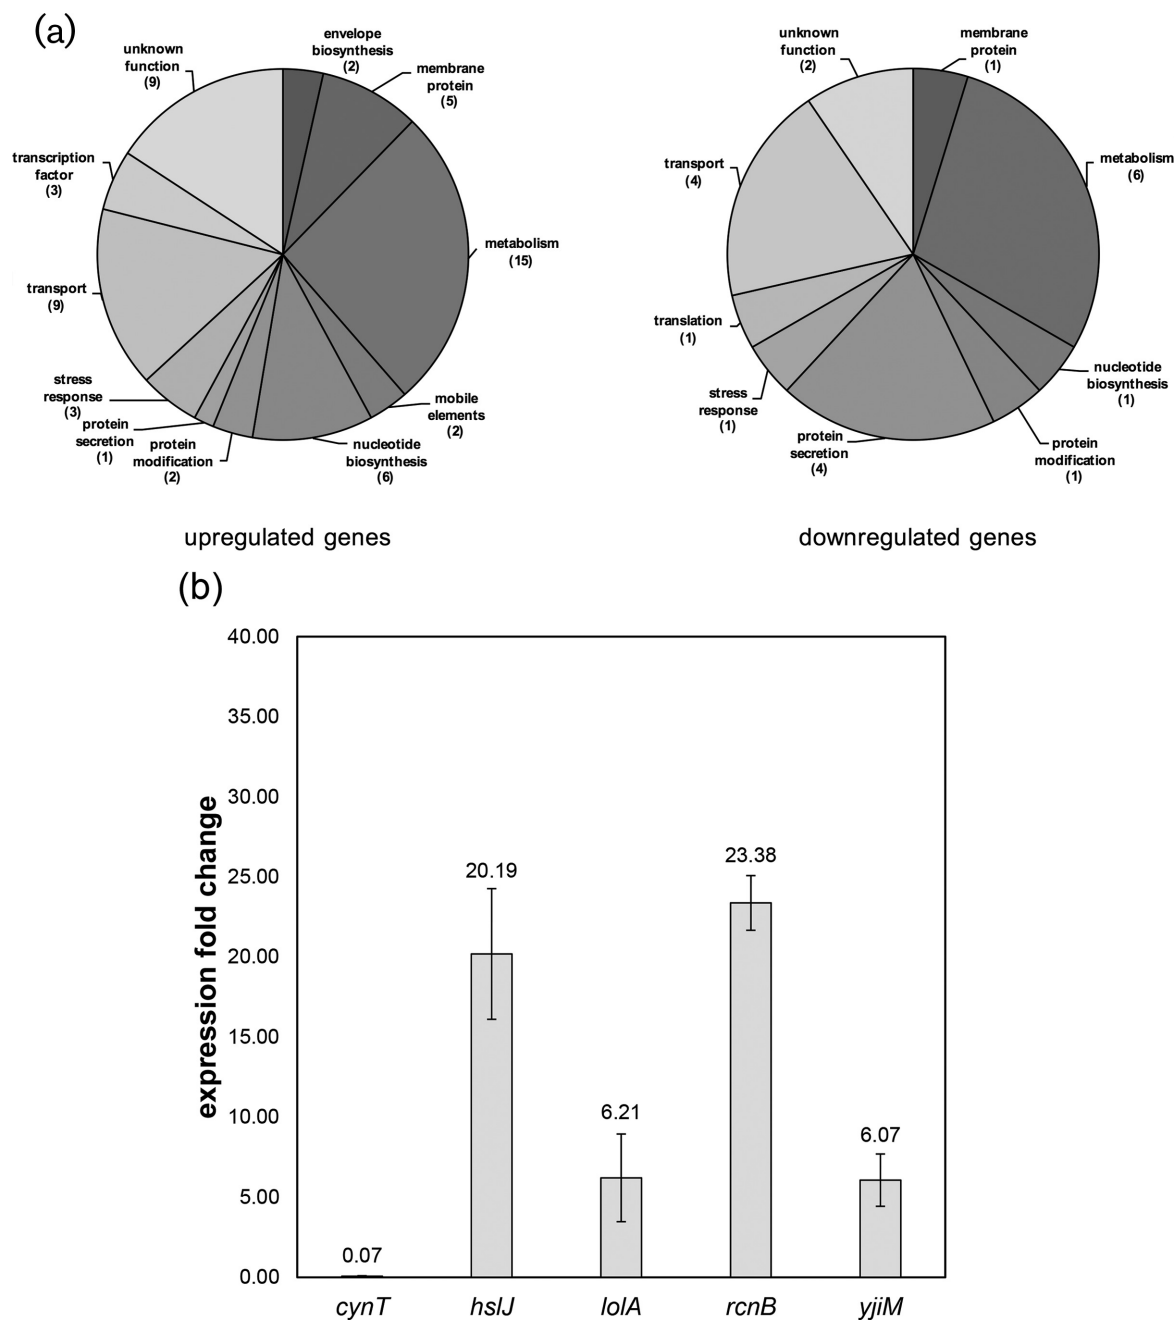 (a)
envelope
biosynthesis
(2)
membrane
protein
(5)
metabolism
(15)
mobile
elements
(2)
nucleotide
biosynthesis
(6)
protein
modification
(2)
protein
secretion
(1)
stress
response
(3)
transport
(9)
transcription
factor
(3)
unknown
function
(9)
upregulated genes
membrane
protein
(1)
metabolism
(6)
nucleotide
biosynthesis
(1)
protein
modification
(1)
protein
secretion
(4)
stress
response
(1)
translation
(1)
transport
(4)
unknown
function
(2)
downregulated genes
(b)
expression fold change
40.00
35.00
30.00
25.00
20.00
15.00
10.00
5.00
0.00
0.07
20.19
6.21
23.38
6.07
cynT
hslJ
lolA
rcnB
yjiM